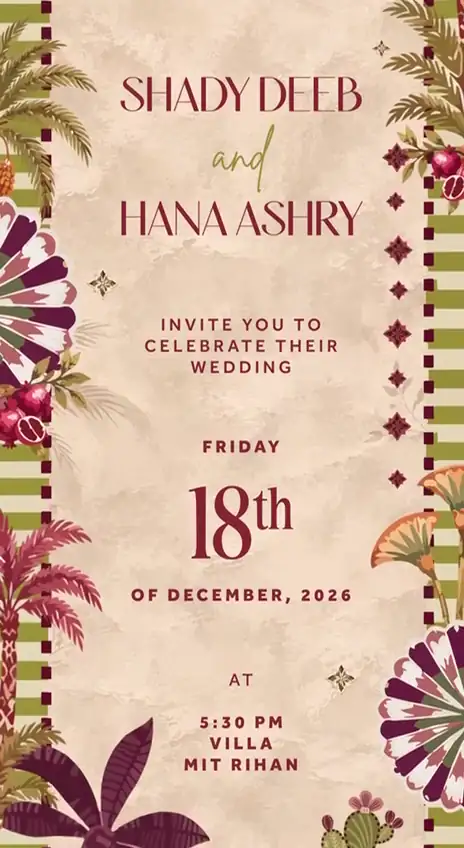 SHADY DEEB
and
HANA ASHRY
INVITE YOU TO
CELEBRATE THEIR
WEDDING
FRIDAY
18th
OF DECEMBER, 2026
AT
5:30 PM
VILLA
MIT RIHAN